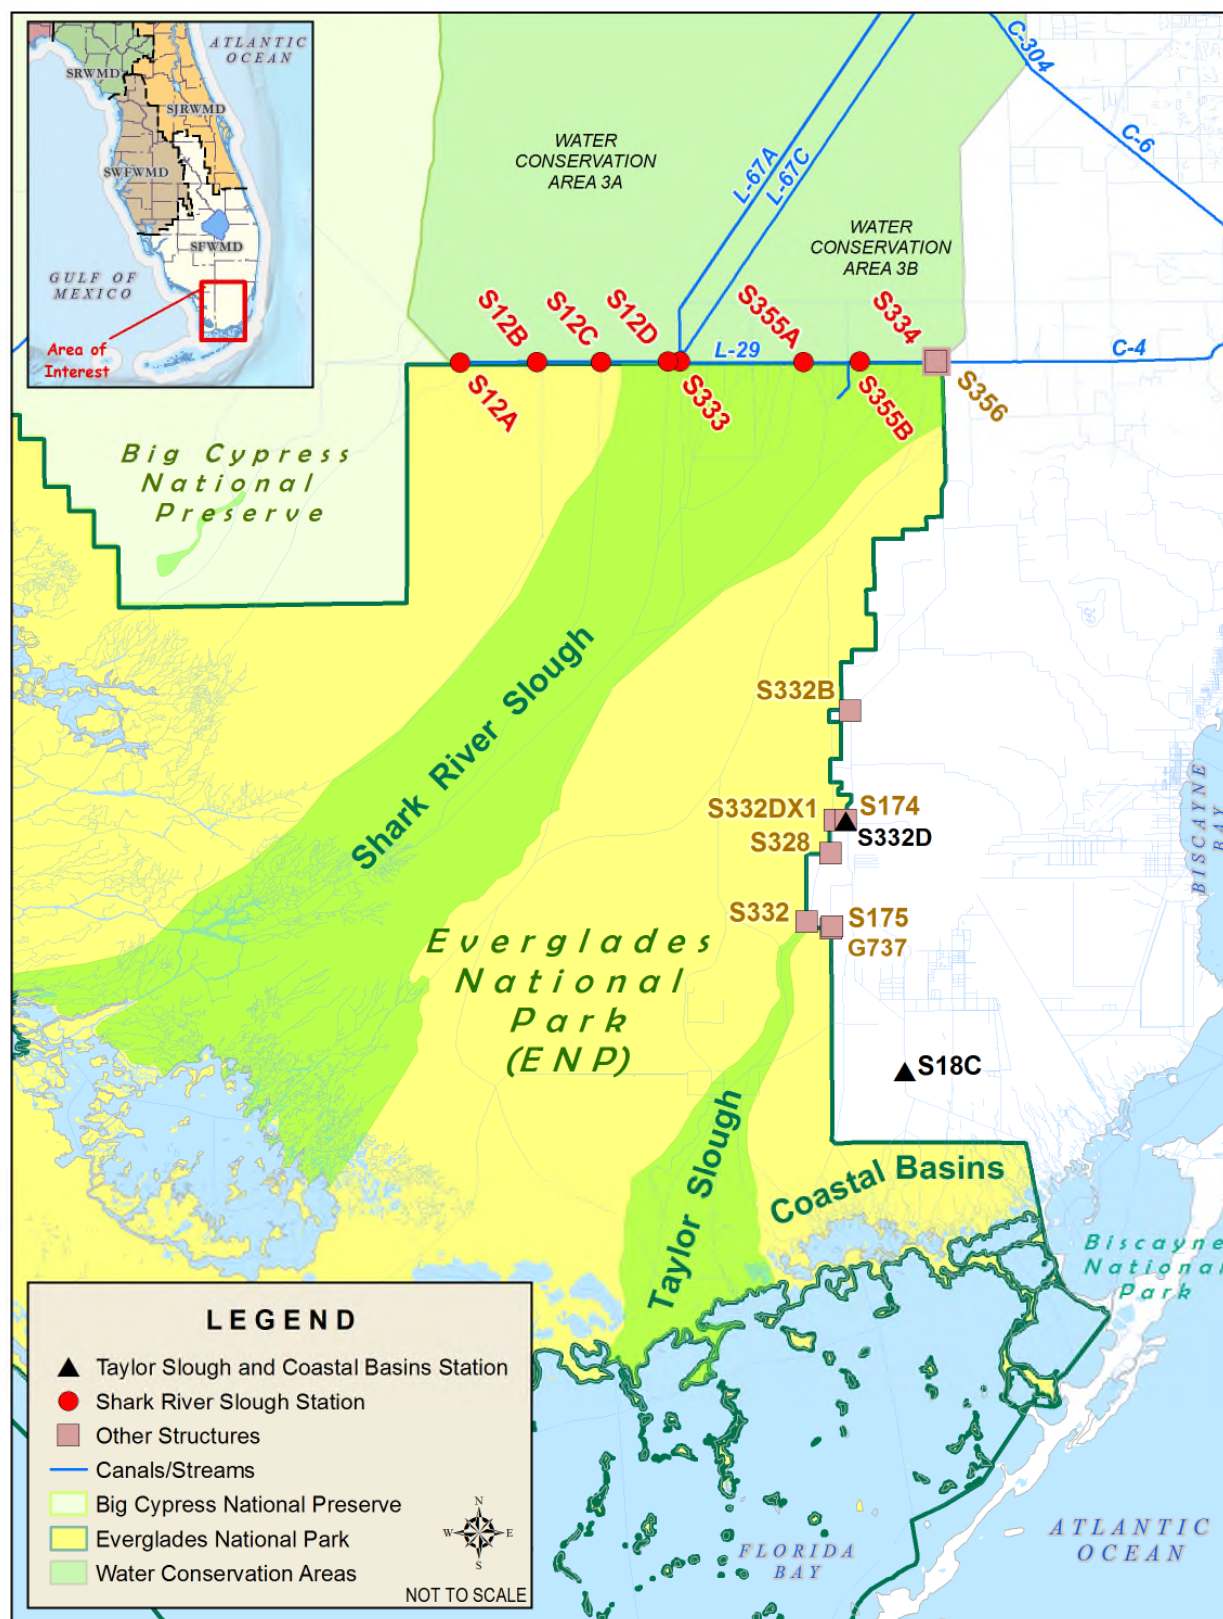 ATLANTIC
OCEAN
SRWMD
SJRWMD
SWFWMD
SFWMD
GULF OF
MEXICO
Area of
Interest
C-304
C-6
WATER
CONSERVATION
AREA 3A
L-67A
L-67C
WATER
CONSERVATION
AREA 3B
S12B
S12C
S12D
S355A
S334
L-29
C-4
S12A
S333
S355B
S356
Big Cypress
National
Preserve
Shark River Slough
S332B
BISCAYNE
BAY
S332DX1
S174
S332D
S328
S332
S175
G737
Everglades
National
Park
(ENP)
S18C
Taylor Slough
Coastal Basins
Biscayne
National
Park
LEGEND
Taylor Slough and Coastal Basins Station
Shark River Slough Station
Other Structures
Canals/Streams
Big Cypress National Preserve
Everglades National Park
Water Conservation Areas
N
W E
S
NOT TO SCALE
FLORIDA
BAY
ATLANTIC
OCEAN